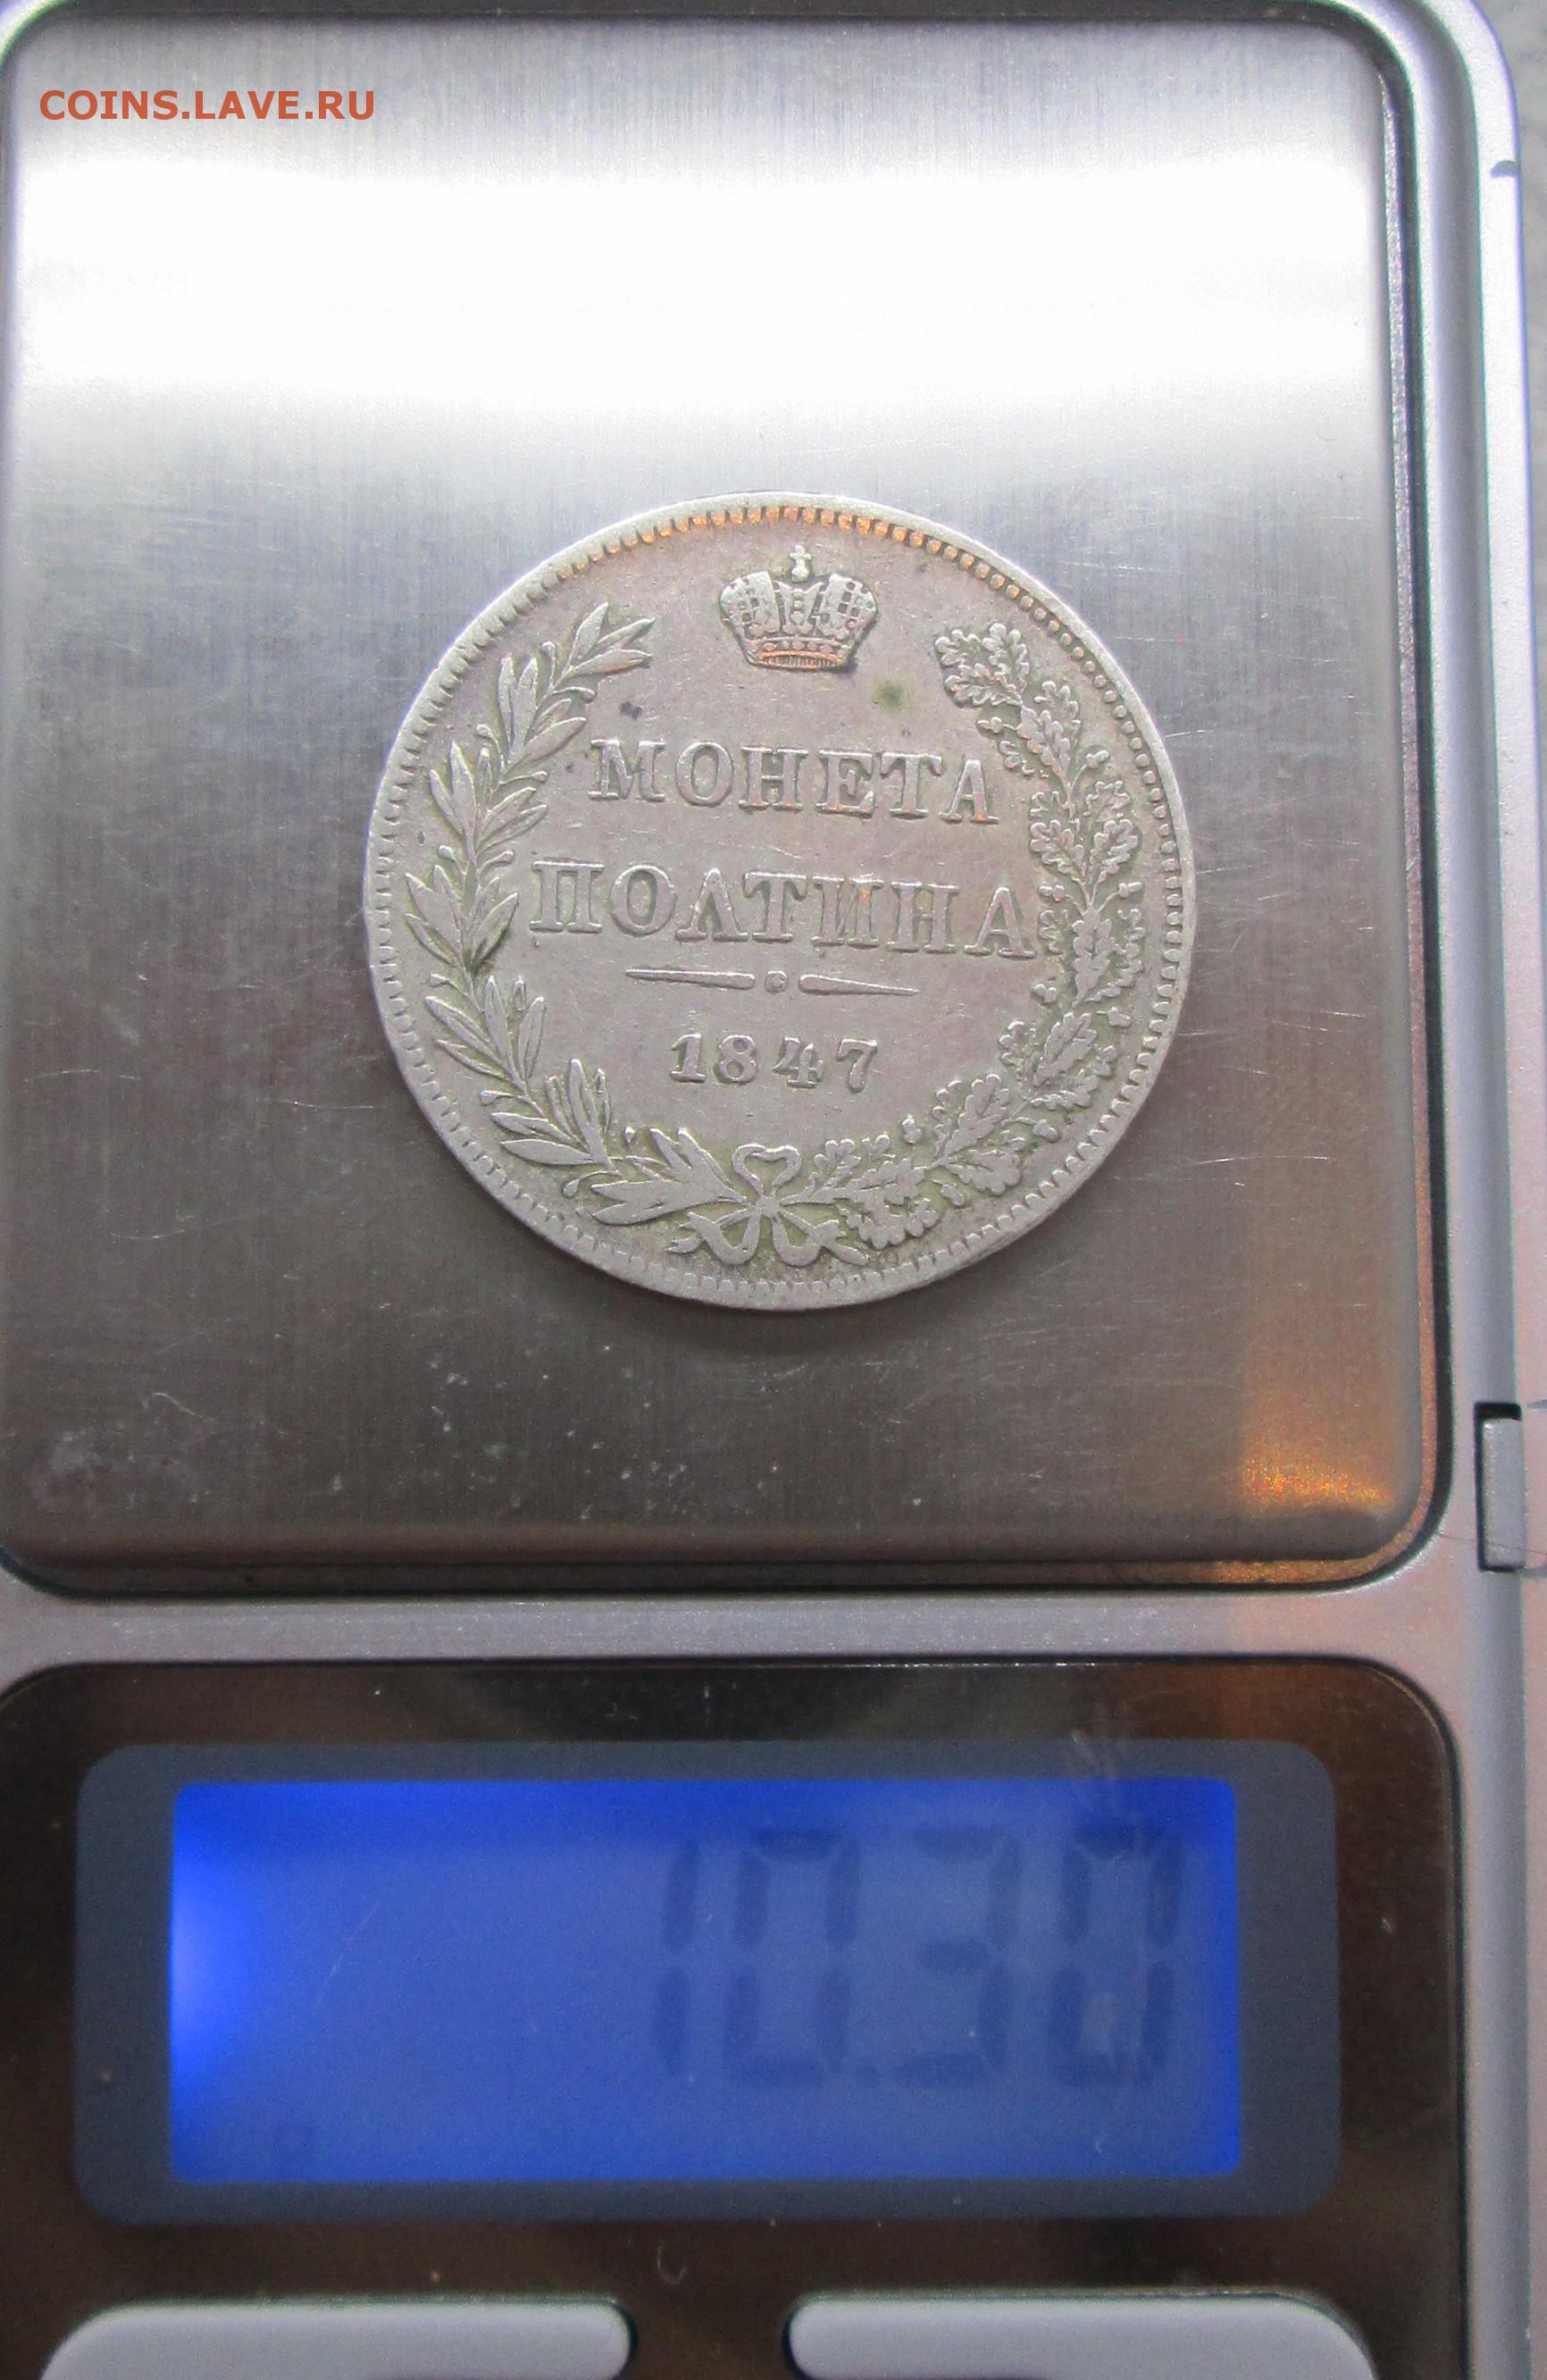 COINS.LAVE.RU
МОНЕТА
ПОЛТИНА
1847
10.30